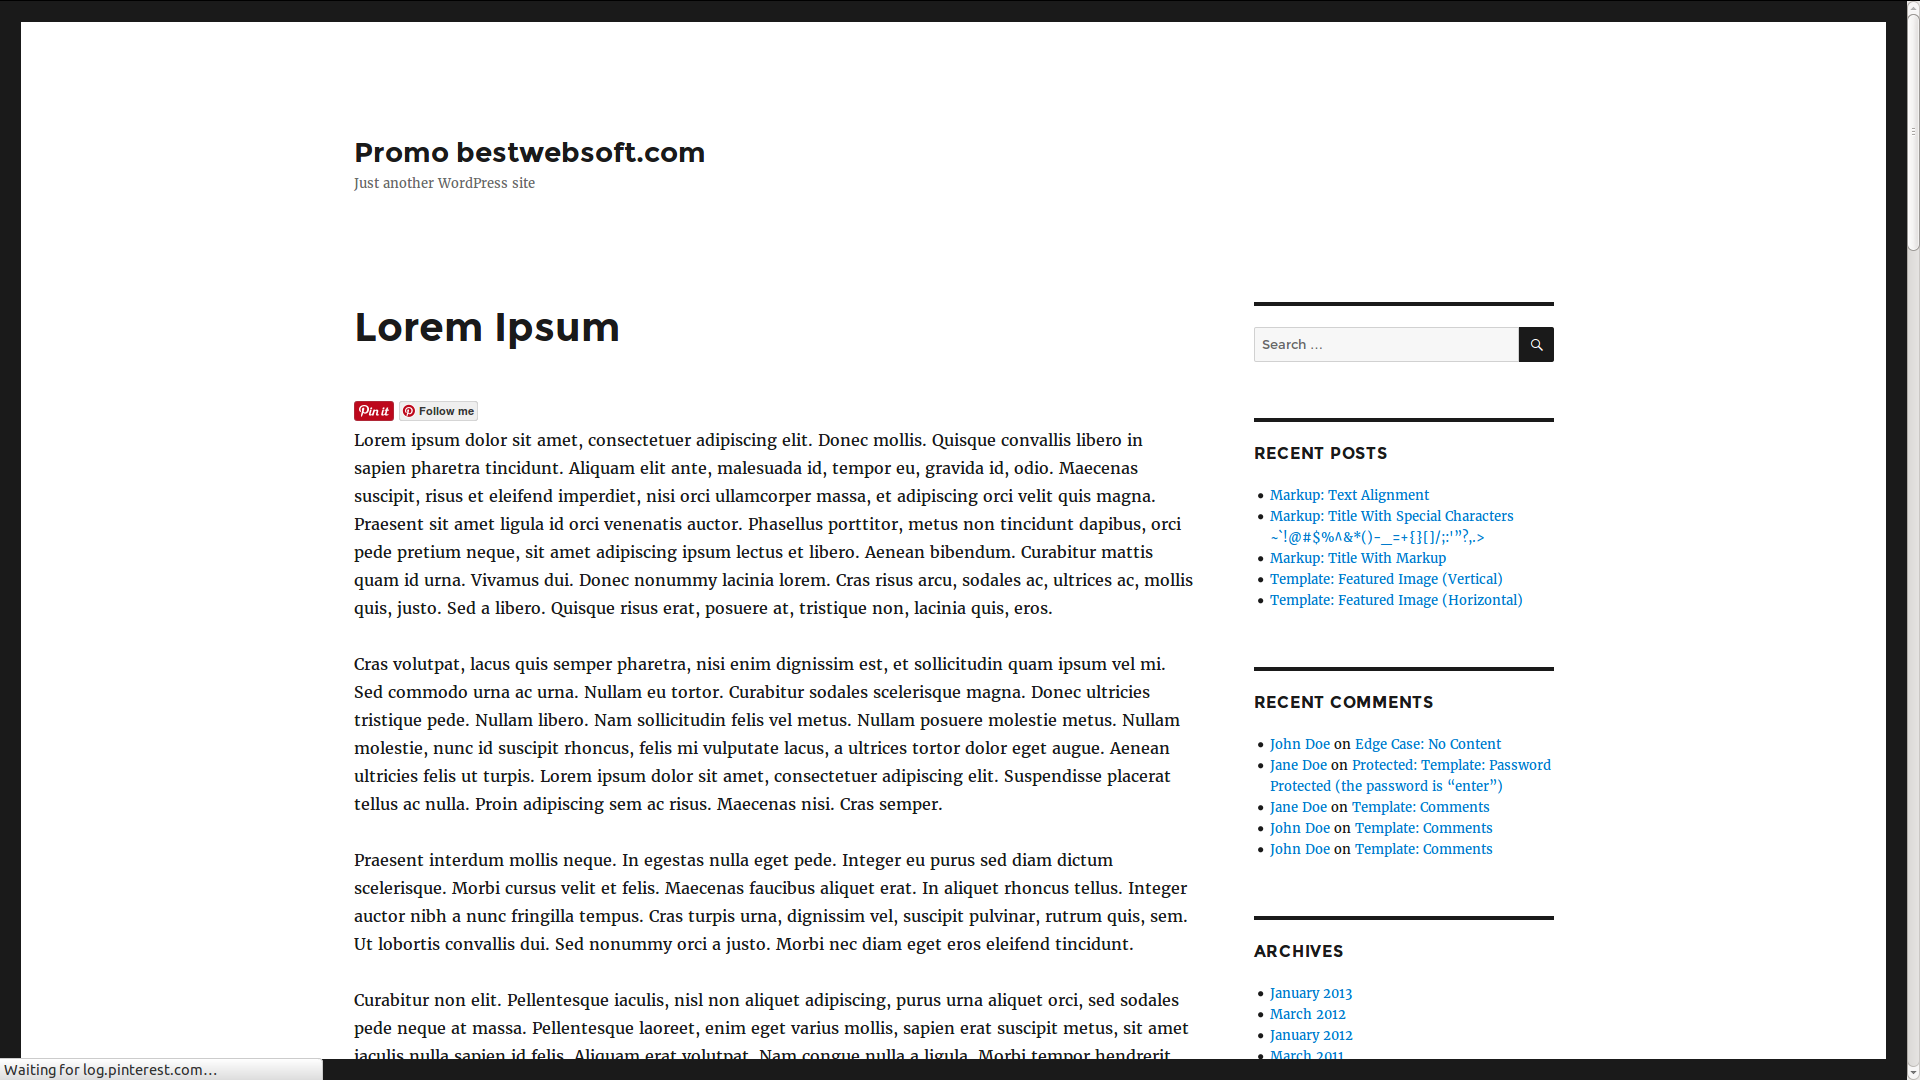 Promo bestwebsoft.com
Just another WordPress site
Lorem Ipsum
Pin it Follow me
Lorem ipsum dolor sit amet, consectetuer adipiscing elit. Donec mollis. Quisque convallis libero in
sapien pharetra tincidunt. Aliquam elit ante, malesuada id, tempor eu, gravida id, odio. Maecenas
suscipit, risus et eleifend imperdiet, nisi orci ullamcorper massa, et adipiscing orci velit quis magna.
Praesent sit amet ligula id orci venenatis auctor. Phasellus porttitor, metus non tincidunt dapibus, orci
pede pretium neque, sit amet adipiscing ipsum lectus et libero. Aenean bibendum. Curabitur mattis
quam id urna. Vivamus dui. Donec nonummy lacinia lorem. Cras risus arcu, sodales ac, ultrices ac, mollis
quis, justo. Sed a libero. Quisque risus erat, posuere at, tristique non, lacinia quis, eros.
Cras volutpat, lacus quis semper pharetra, nisi enim dignissim est, et sollicitudin quam ipsum vel mi.
Sed commodo urna ac urna. Nullam eu tortor. Curabitur sodales scelerisque magna. Donec ultricies
tristique pede. Nullam libero. Nam sollicitudin felis vel metus. Nullam posuere molestie metus. Nullam
molestie, nunc id suscipit rhoncus, felis mi vulputate lacus, a ultrices tortor dolor eget augue. Aenean
ultricies felis ut turpis. Lorem ipsum dolor sit amet, consectetuer adipiscing elit. Suspendisse placerat
tellus ac nulla. Proin adipiscing sem ac risus. Maecenas nisi. Cras semper.
Praesent interdum mollis neque. In egestas nulla eget pede. Integer eu purus sed diam dictum
scelerisque. Morbi cursus velit et felis. Maecenas faucibus aliquet erat. In aliquet rhoncus tellus. Integer
auctor nibh a nunc fringilla tempus. Cras turpis urna, dignissim vel, suscipit pulvinar, rutrum quis, sem.
Ut lobortis convallis dui. Sed nonummy orci a justo. Morbi nec diam eget eros eleifend tincidunt.
Curabitur non elit. Pellentesque iaculis, nisl non aliquet adipiscing, purus urna aliquet orci, sed sodales
pede neque at massa. Pellentesque laoreet, enim eget varius mollis, sapien erat suscipit metus, sit amet
iaculis nulla sapien id felis. Aliquam erat volutpat. Nam congue nulla a ligula. Morbi tempor hendrerit
Search ...
RECENT POSTS
Markup: Text Alignment
Markup: Title With Special Characters
~`!@#$%^&*()-_=+{}[]/;:'”?,.>
Markup: Title With Markup
Template: Featured Image (Vertical)
Template: Featured Image (Horizontal)
RECENT COMMENTS
John Doe on Edge Case: No Content
Jane Doe on Protected: Template: Password
Protected (the password is “enter”)
Jane Doe on Template: Comments
John Doe on Template: Comments
John Doe on Template: Comments
ARCHIVES
January 2013
March 2012
January 2012
March 2011
Waiting for log.pinterest.com...